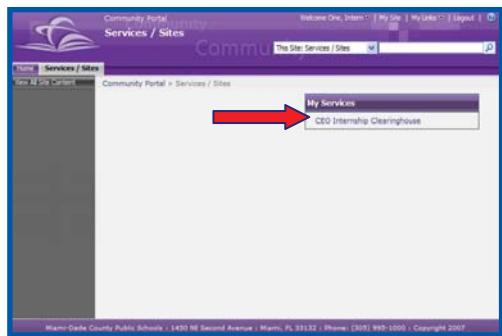 Community Portal
Welcome One, Intern | My Site | My Links | Logout |
Services / Sites
This Site: Services / Sites
Home Services / Sites
View All Site Content
Community Portal > Services / Sites
My Services
CEO Internship Clearinghouse
Miami-Dade County Public Schools : 1450 NE Second Avenue : Miami, FL 33132 : Phone: (305) 995-1000 : Copyright 2007